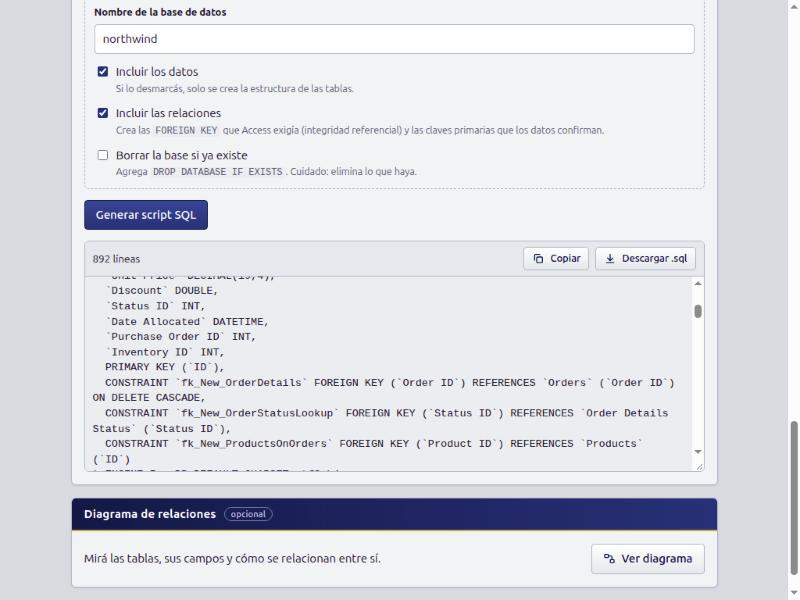 Nombre de la base de datos
northwind
Incluir los datos
Si lo desmarcás, solo se crea la estructura de las tablas.
Incluir las relaciones
Crea las FOREIGN KEY que Access exigía (integridad referencial) y las claves primarias que los datos confirman.
Borrar la base si ya existe
Agrega DROP DATABASE IF EXISTS . Cuidado: elimina lo que haya.
Generar script SQL
892 líneas
Copiar
Descargar .sql
`Discount` DOUBLE,
`Status ID` INT,
`Date Allocated` DATETIME,
`Purchase Order ID` INT,
`Inventory ID` INT,
PRIMARY KEY (`ID`),
CONSTRAINT `fk_New_OrderDetails` FOREIGN KEY (`Order ID`) REFERENCES `Orders` (`Order ID`)
ON DELETE CASCADE,
CONSTRAINT `fk_New_OrderStatusLookup` FOREIGN KEY (`Status ID`) REFERENCES `Order Details
Status` (`Status ID`),
CONSTRAINT `fk_New_ProductsOnOrders` FOREIGN KEY (`Product ID`) REFERENCES `Products`
(`ID`)
Diagrama de relaciones
opcional
Mirá las tablas, sus campos y cómo se relacionan entre sí.
Ver diagrama